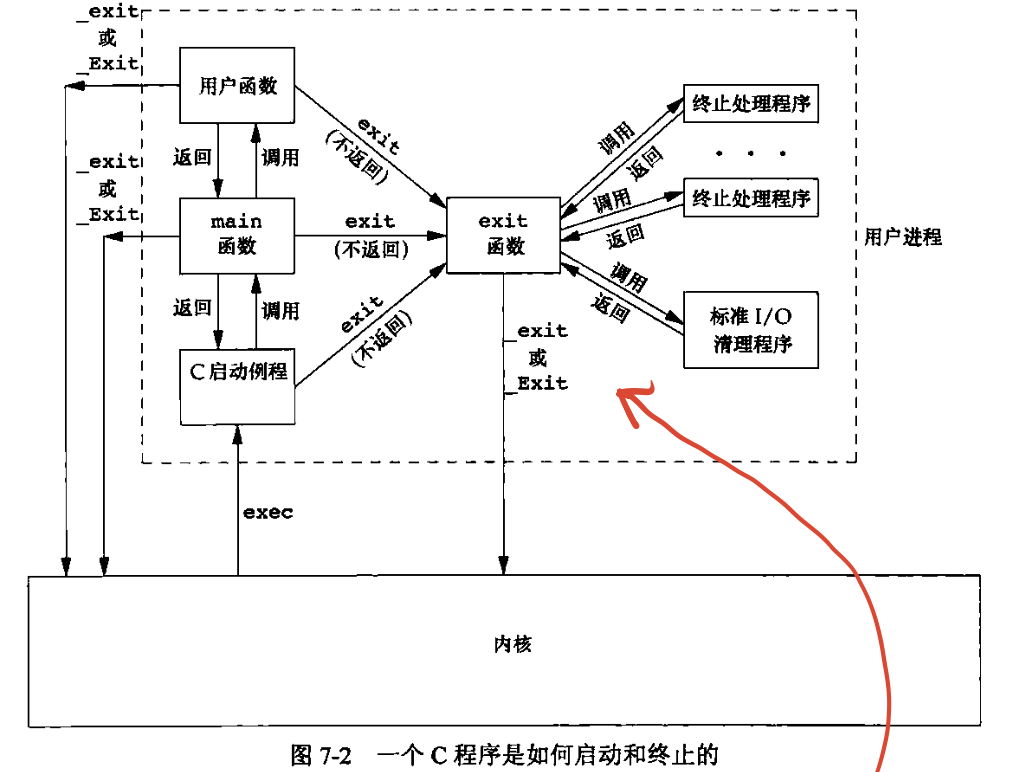 _exit
或
_Exit
用户函数
exit
(不返回)
调用
返回
终止处理程序
. . .
返回
调用
_exit
或
_Exit
main
函数
exit
(不返回)
exit
函数
调用
返回
终止处理程序
用户进程
返回
调用
exit
(不返回)
调用
返回
标准 I/O
清理程序
C 启动例程
_exit
或
_Exit
exec
内核
图 7-2 一个 C 程序是如何启动和终止的